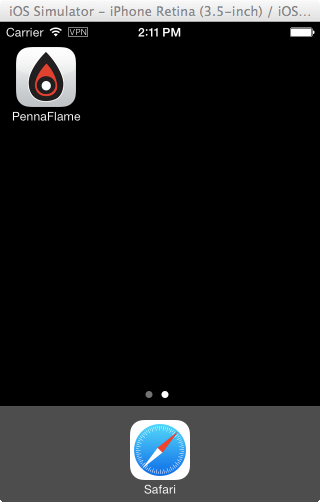 iOS Simulator – iPhone Retina (3.5-inch) / iOS...
Carrier VPN 2:11 PM
PennaFlame
Safari